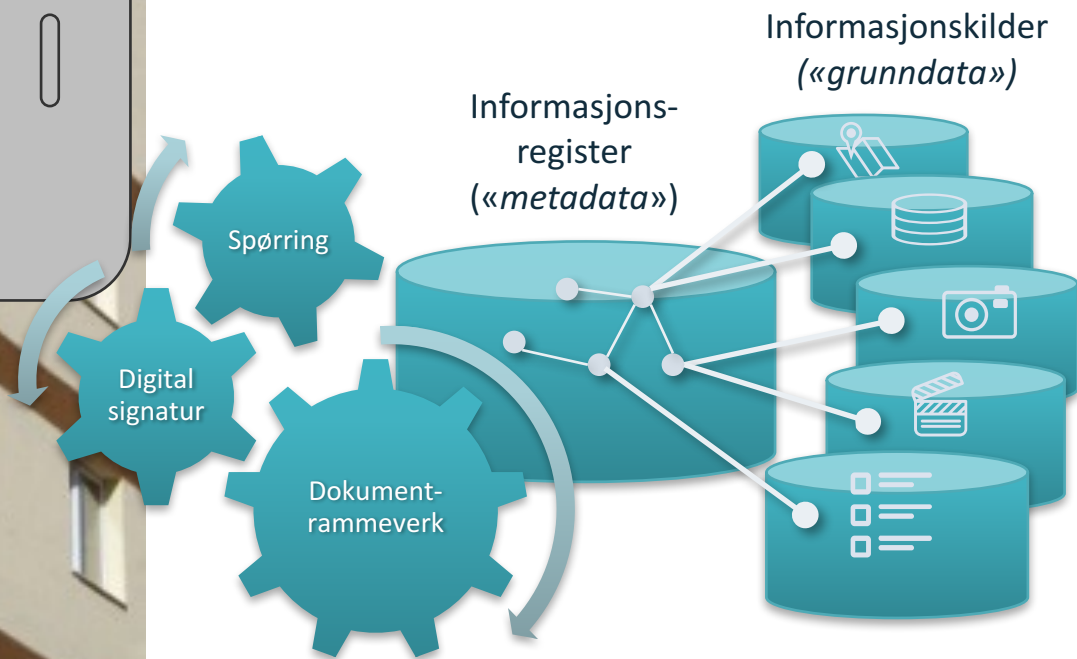 Informasjonskilder
(«grunndata»)
Informasjons-
register
(«metadata»)
Spørring
Digital
signatur
Dokument-
rammeverk